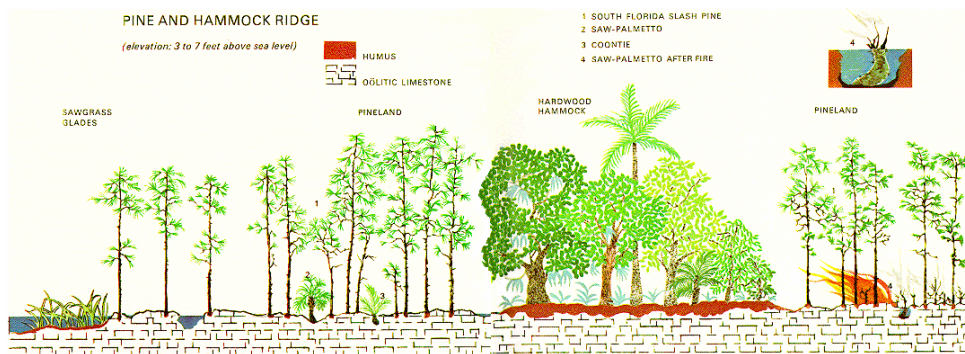 PINE AND HAMMOCK RIDGE
(elevation: 3 to 7 feet above sea level)
HUMUS
OÖLITIC LIMESTONE
1 SOUTH FLORIDA SLASH PINE
2 SAW-PALMETTO
3 COONTIE
4 SAW-PALMETTO AFTER FIRE
4
SAWGRASS
GLADES
PINELAND
HARDWOOD
HAMMOCK
PINELAND
1
2
3
1
4